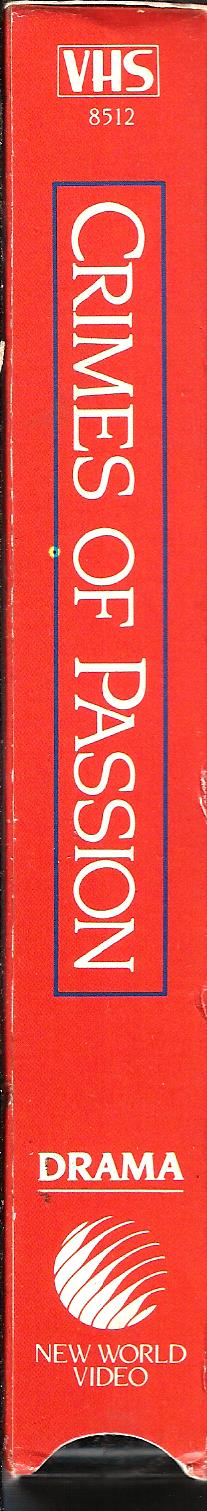 VHS
8512
CRIMES OF PASSION
DRAMA
NEW WORLD
VIDEO